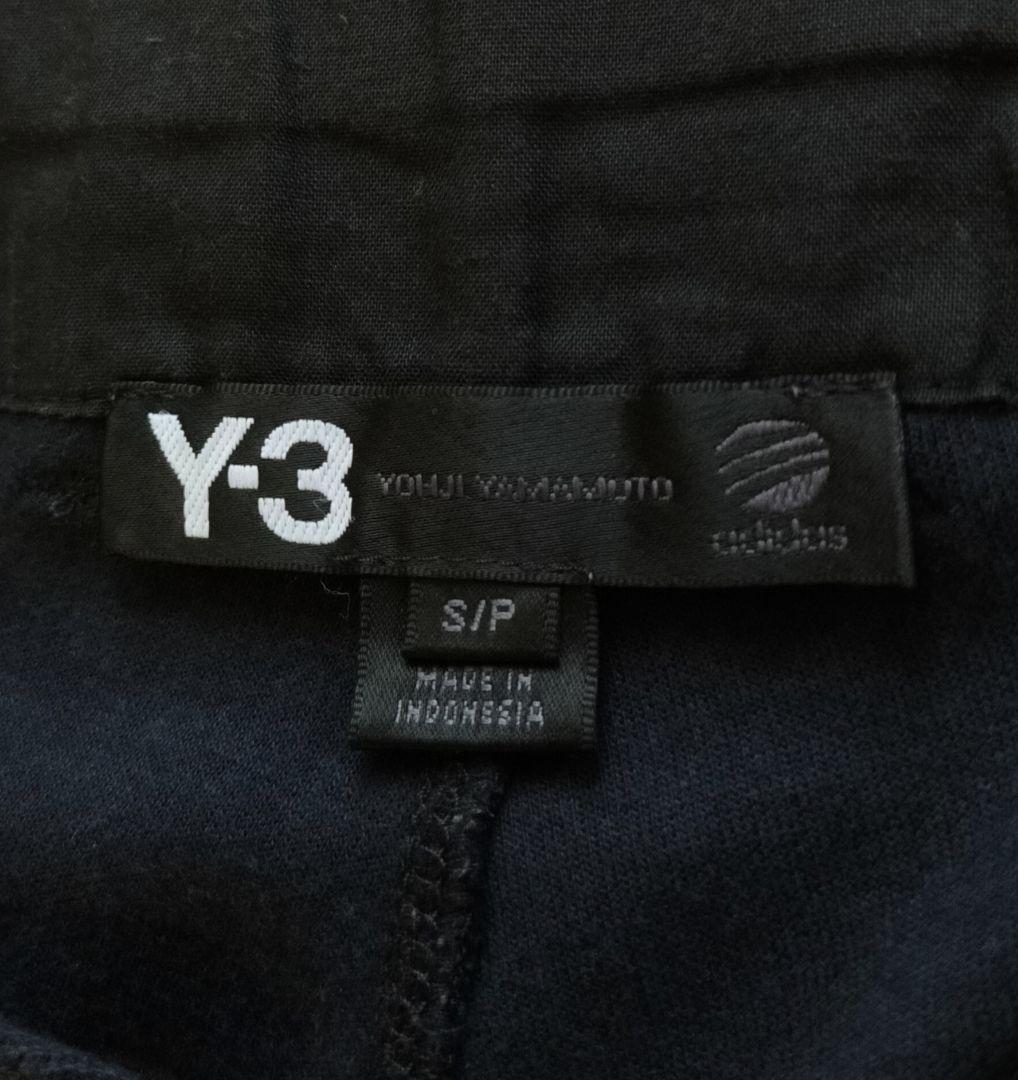 Y-3 YOHJI YAMAMOTO
adidas
S/P
MADE IN
INDONESIA